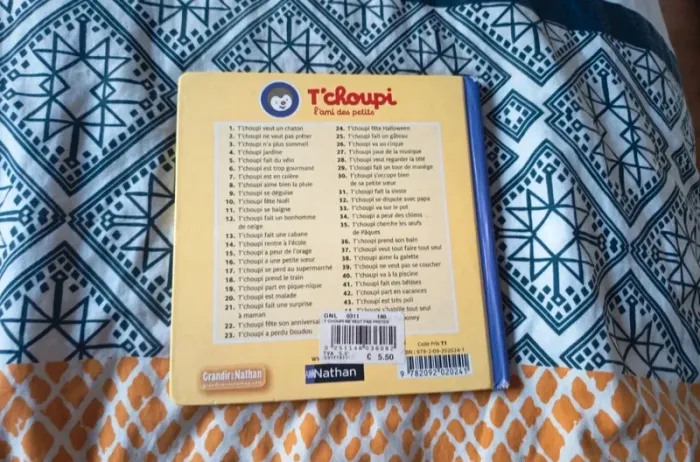 T'choupi
l'ami des petits
1. T'choupi veut un chaton
2. T'choupi ne veut pas prêter
3. T'choupi n'a plus sommeil
4. T'choupi jardine
5. T'choupi fait du vélo
6. T'choupi est trop gourmand
7. T'choupi est en colère
8. T'choupi aime bien la pluie
9. T'choupi se déguise
10. T'choupi fête Noël
11. T'choupi se baigne
12. T'choupi fait un bonhomme
de neige
13. T'choupi fait une cabane
14. T'choupi rentre à l'école
15. T'choupi a peur de l'orage
16. T'choupi a une petite sœur
17. T'choupi se perd au supermarché
18. T'choupi prend le train
19. T'choupi part en pique-nique
20. T'choupi est malade
21. T'choupi fait une surprise
à maman
22. T'choupi fête son anniversai
23. T'choupi a perdu Doudou
24. T'choupi fête Halloween
25. T'choupi fait un gâteau
26. T'choupi va au cirque
27. T'choupi joue de la musique
28. T'choupi veut regarder la télé
29. T'choupi fait un tour de manège
30. T'choupi s'occupe bien
de sa petite sœur
31. T'choupi fait la sieste
32. T'choupi se dispute avec papa
33. T'choupi va sur le pot
34. T'choupi a peur des chiens
35. T'choupi cherche les œufs
de Pâques
36. T'choupi prend son bain
37. T'choupi veut tout faire tout seul
38. T'choupi aime la galette
39. T'choupi ne veut pas se coucher
40. T'choupi va à la piscine
41. T'choupi fait des bêtises
42. T'choupi part en vacances
43. T'choupi est très poli
T'choupi s'habille tout seul
oney
GNL 0311 180
T CHOUPI NE VEUT PAS PRETER
€ 5.50
Code Prix T1
ISBN : 978-2-09-202024-1
9 782092 020241
Grandir avec Nathan
Nathan